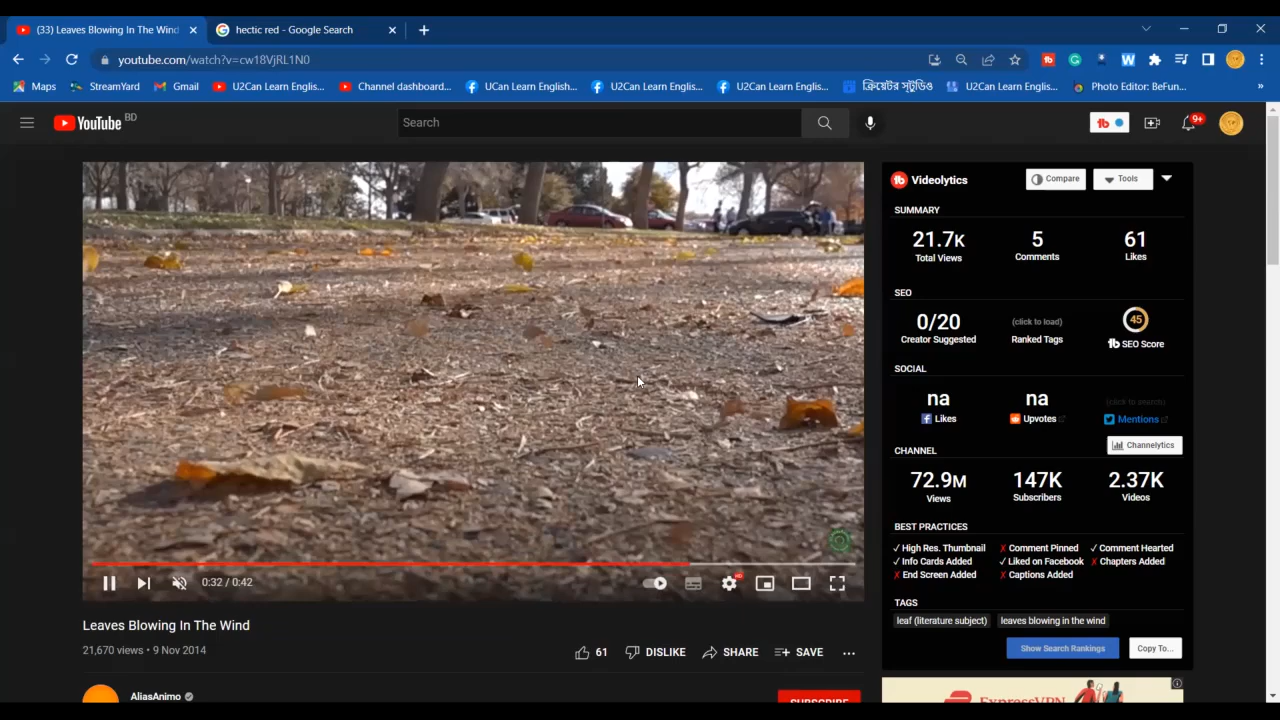 (33) Leaves Blowing In The Wind
hectic red - Google Search
youtube.com/watch?v=cw18VjRL1N0
Maps StreamYard Gmail U2Can Learn Englis... Channel dashboard... UCan Learn English... U2Can Learn Englis... U2Can Learn Englis... ক্রিয়েটর স্টুডিও U2Can Learn Englis... Photo Editor: BeFun... »
YouTube BD
Search
9+
Videolytics Compare Tools
SUMMARY
21.7K 5 61
Total Views Comments Likes
SEO
0/20 (click to load) 45
Creator Suggested Ranked Tags SEO Score
SOCIAL
na na (click to search)
Likes Upvotes Mentions
CHANNEL Channelytics
72.9M 147K 2.37K
Views Subscribers Videos
BEST PRACTICES
✓ High Res. Thumbnail ✗ Comment Pinned ✓ Comment Hearted
✓ Info Cards Added ✓ Liked on Facebook ✗ Chapters Added
✗ End Screen Added ✗ Captions Added
TAGS
leaf (literature subject) leaves blowing in the wind
Show Search Rankings Copy To...
0:32 / 0:42
HD
Leaves Blowing In The Wind
21,670 views • 9 Nov 2014
61 DISLIKE SHARE SAVE ...
AliasAnimo
SUBSCRIBE
ExpressVPN